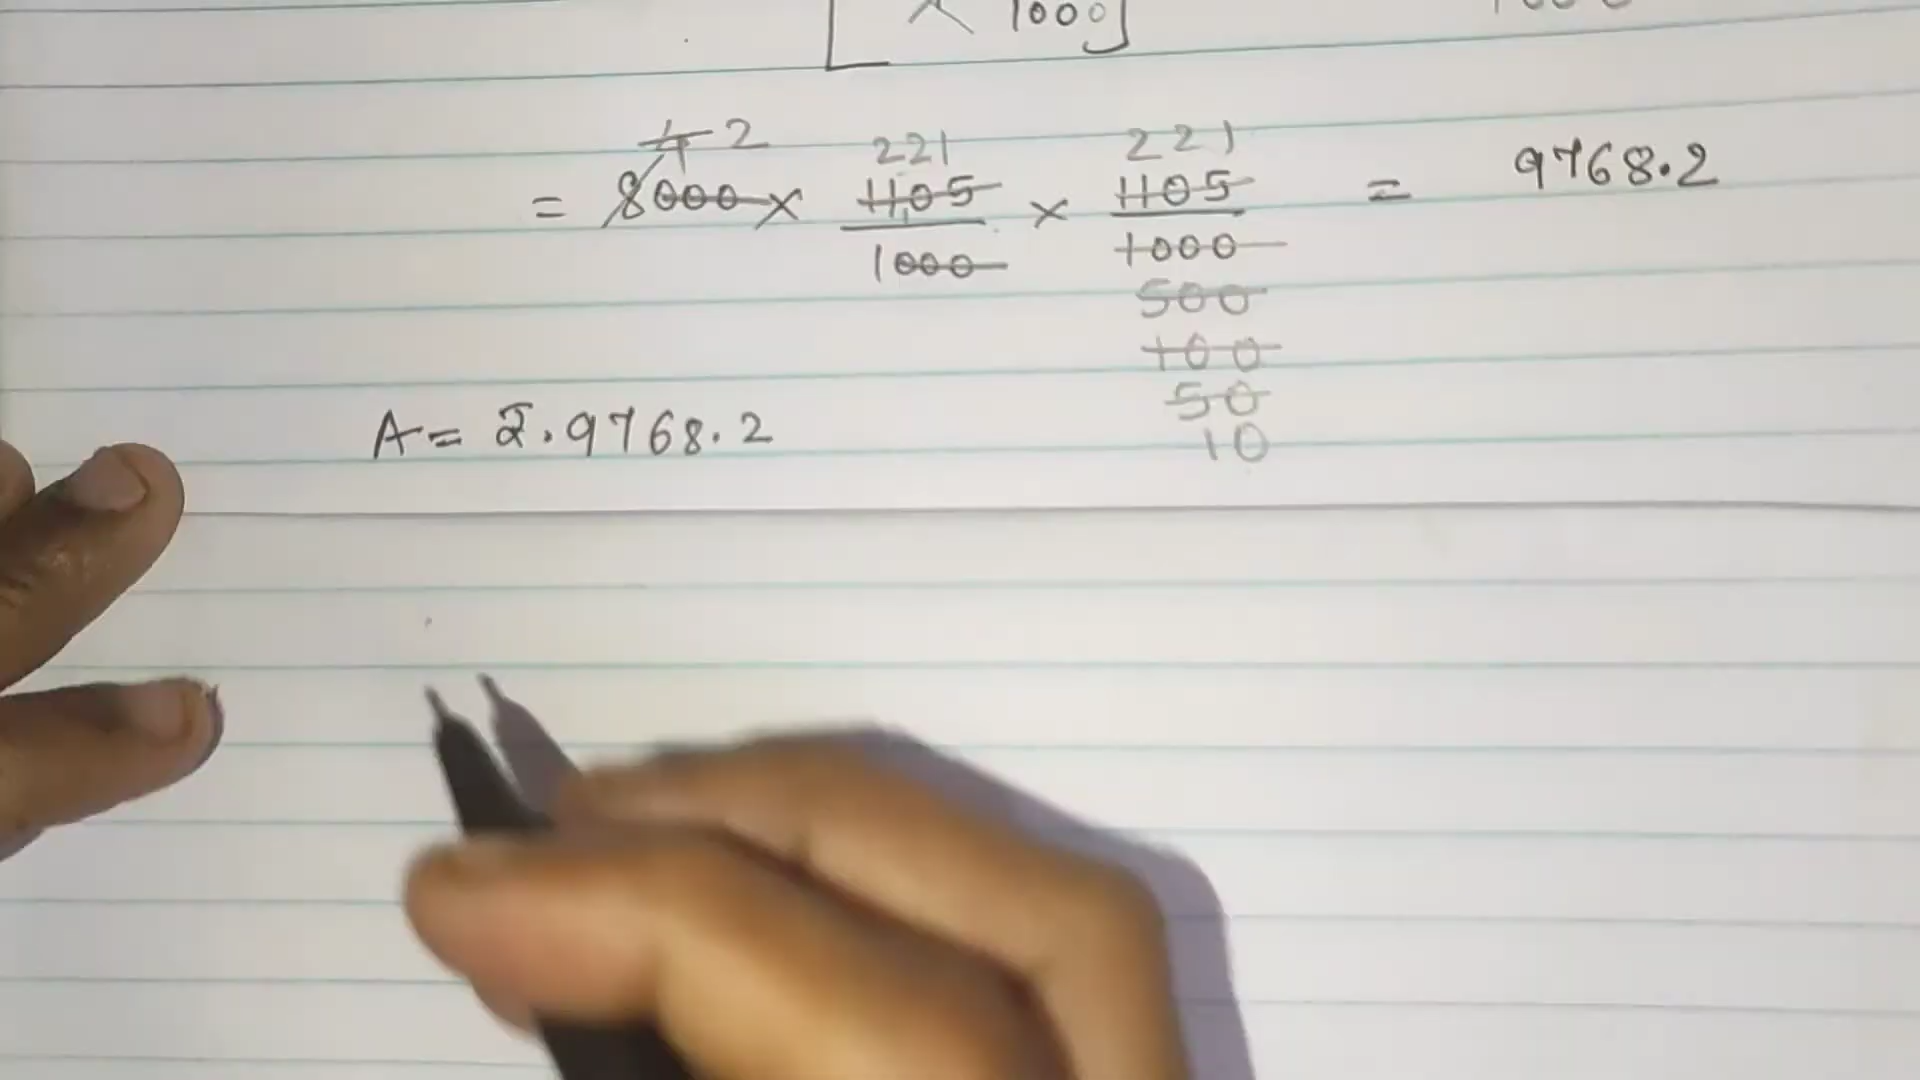 × 1000]
4 2 221 221
= 8000 × 1105/1000 × 1105/1000 = 9768.2
500
100
50
A = ₹. 9768.2
10